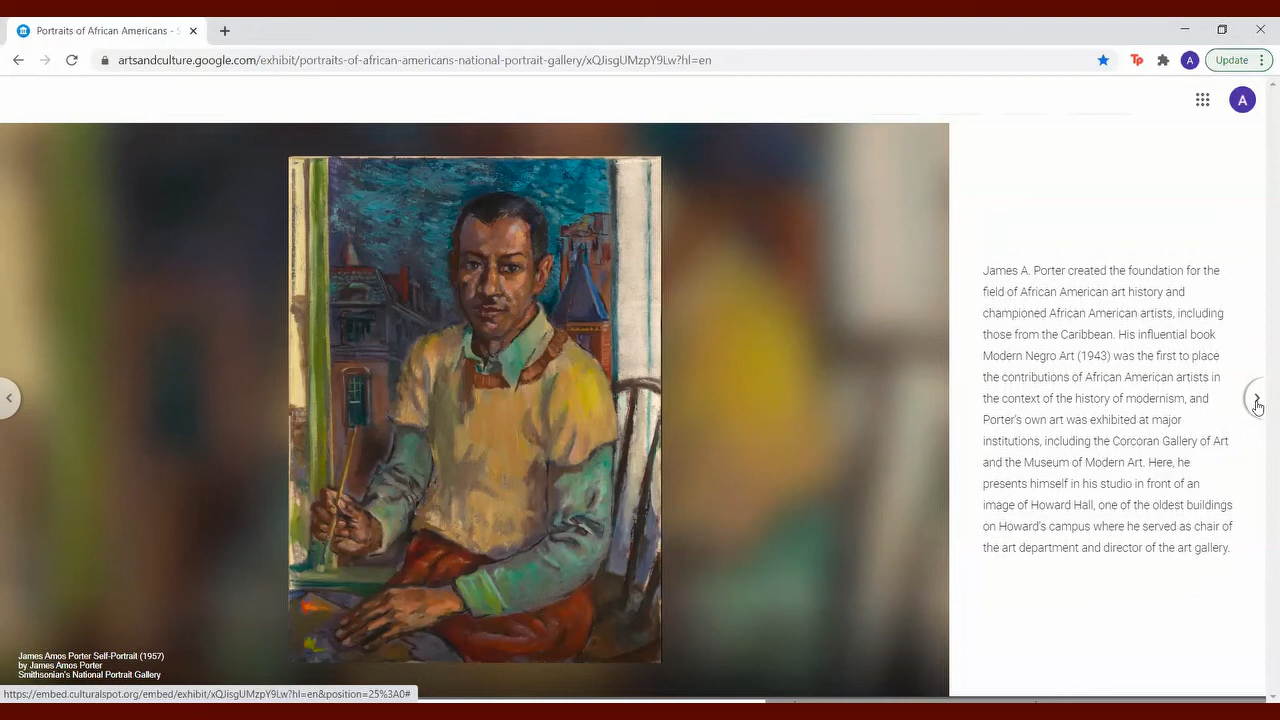 Portraits of African Americans - S
artsandculture.google.com/exhibit/portraits-of-african-americans-national-portrait-gallery/xQJisgUMzpY9Lw?hl=en
Tp
A
Update
A
James A. Porter created the foundation for the
field of African American art history and
championed African American artists, including
those from the Caribbean. His influential book
Modern Negro Art (1943) was the first to place
the contributions of African American artists in
the context of the history of modernism, and
Porter's own art was exhibited at major
institutions, including the Corcoran Gallery of Art
and the Museum of Modern Art. Here, he
presents himself in his studio in front of an
image of Howard Hall, one of the oldest buildings
on Howard's campus where he served as chair of
the art department and director of the art gallery.
James Amos Porter Self-Portrait (1957)
by James Amos Porter
Smithsonian's National Portrait Gallery
https://embed.culturalspot.org/embed/exhibit/xQJisgUMzpY9Lw?hl=en&position=25%3A0#